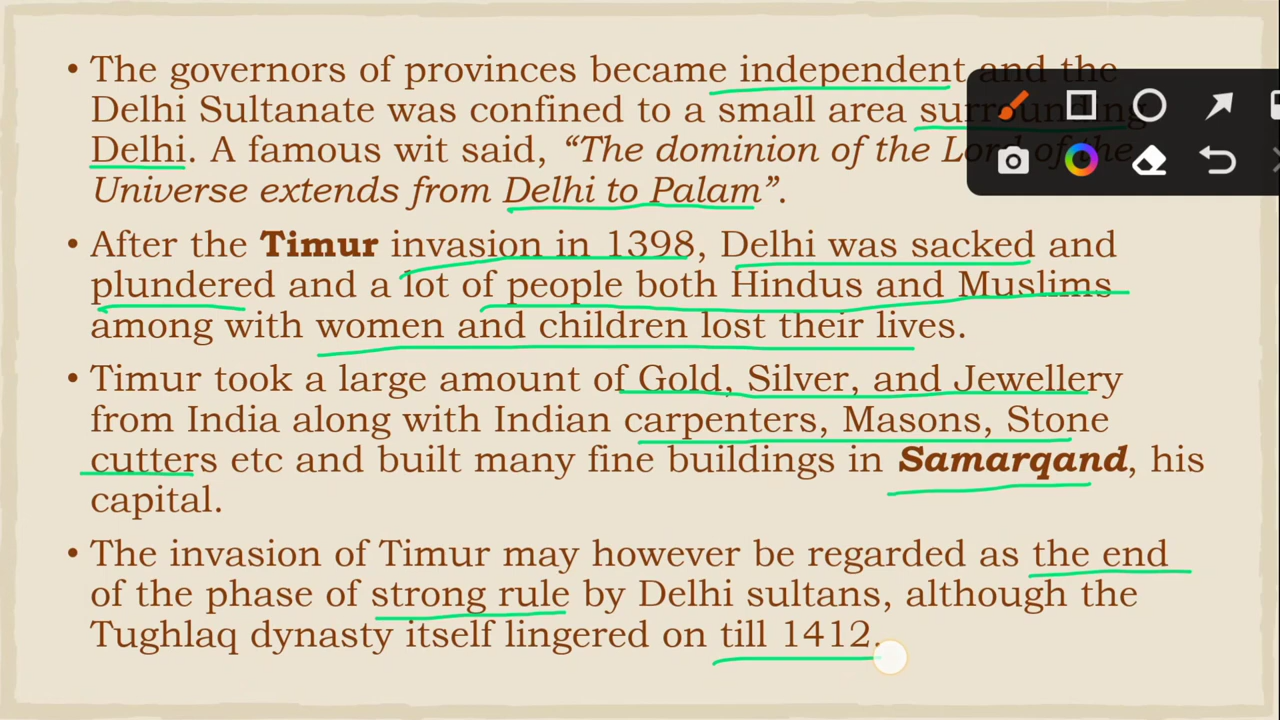 • The governors of provinces became independent and the
Delhi Sultanate was confined to a small area surrounding
Delhi. A famous wit said, “The dominion of the Lord of the
Universe extends from Delhi to Palam”.
• After the Timur invasion in 1398, Delhi was sacked and
plundered and a lot of people both Hindus and Muslims
among with women and children lost their lives.
• Timur took a large amount of Gold, Silver, and Jewellery
from India along with Indian carpenters, Masons, Stone
cutters etc and built many fine buildings in Samarqand, his
capital.
• The invasion of Timur may however be regarded as the end
of the phase of strong rule by Delhi sultans, although the
Tughlaq dynasty itself lingered on till 1412.